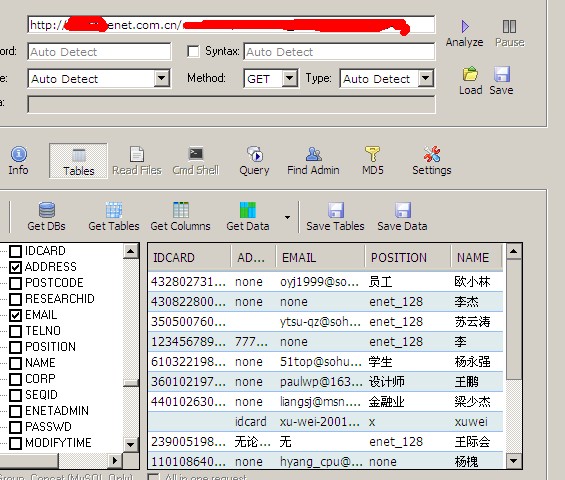 http://
enet.com.cn/
Analyze Pause
ord: Auto Detect Syntax: Auto Detect
e: Auto Detect Method: GET Type: Auto Detect
Load Save
a:
Info Tables Read Files Cmd Shell Query Find Admin MD5 Settings
Get DBs Get Tables Get Columns Get Data Save Tables Save Data
IDCARD
ADDRESS
POSTCODE
RESEARCHID
EMAIL
TELNO
POSITION
NAME
CORP
SEQID
ENETADMIN
PASSWD
MODIFYTIME
IDCARD AD... EMAIL POSITION NAME
432802731... none oyj1999@so... 员工 欧小林
430822800... none none enet_128 李杰
350500760... ytsu-qz@soh... enet_128 苏云涛
123456789... 777... none enet_128 李
610322198... none 51top@sohu... 学生 杨永强
360102197... none paulwp@163... 设计师 王鹏
440102630... none liangsj@msn.... 金融业 梁少杰
idcard xu-wei-2001... x xuwei
239005198... 无论... 无 enet_128 王际会
110108640... none hyang_cpu@... none 杨槐
Group_Concat (MySQL Only) All in one request